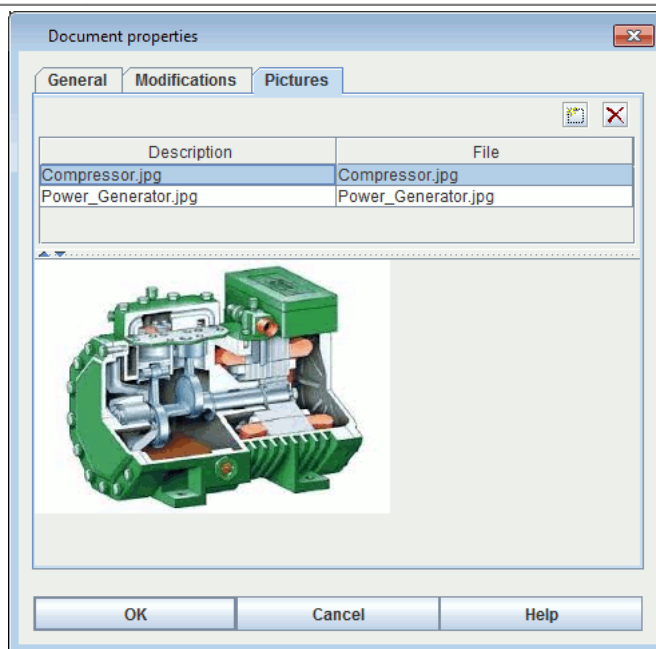 Document properties
General Modifications Pictures
Description File
Compressor.jpg Compressor.jpg
Power_Generator.jpg Power_Generator.jpg
OK Cancel Help